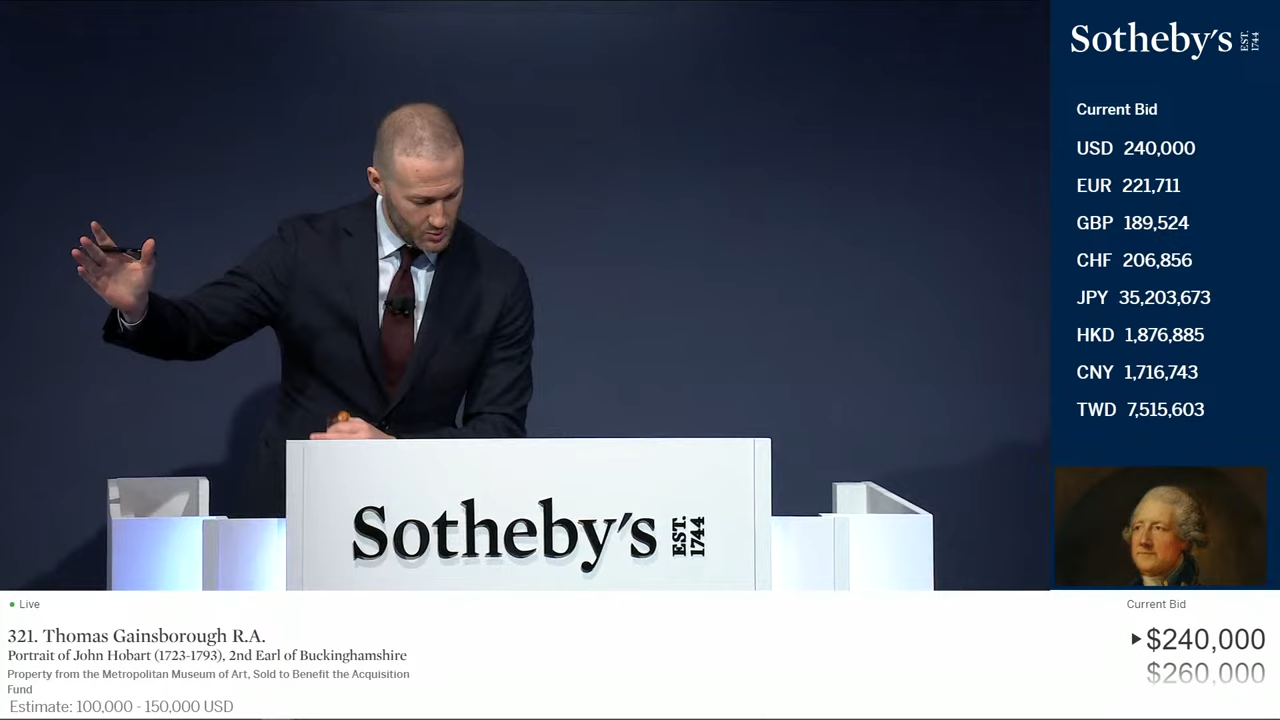 Sotheby's EST. 1744
Current Bid
USD 240,000
EUR 221,711
GBP 189,524
CHF 206,856
JPY 35,203,673
HKD 1,876,885
CNY 1,716,743
TWD 7,515,603
Sotheby's EST. 1744
Live
321. Thomas Gainsborough R.A.
Portrait of John Hobart (1723-1793), 2nd Earl of Buckinghamshire
Property from the Metropolitan Museum of Art, Sold to Benefit the Acquisition
Fund
Estimate: 100,000 - 150,000 USD
Current Bid
$240,000
$260,000